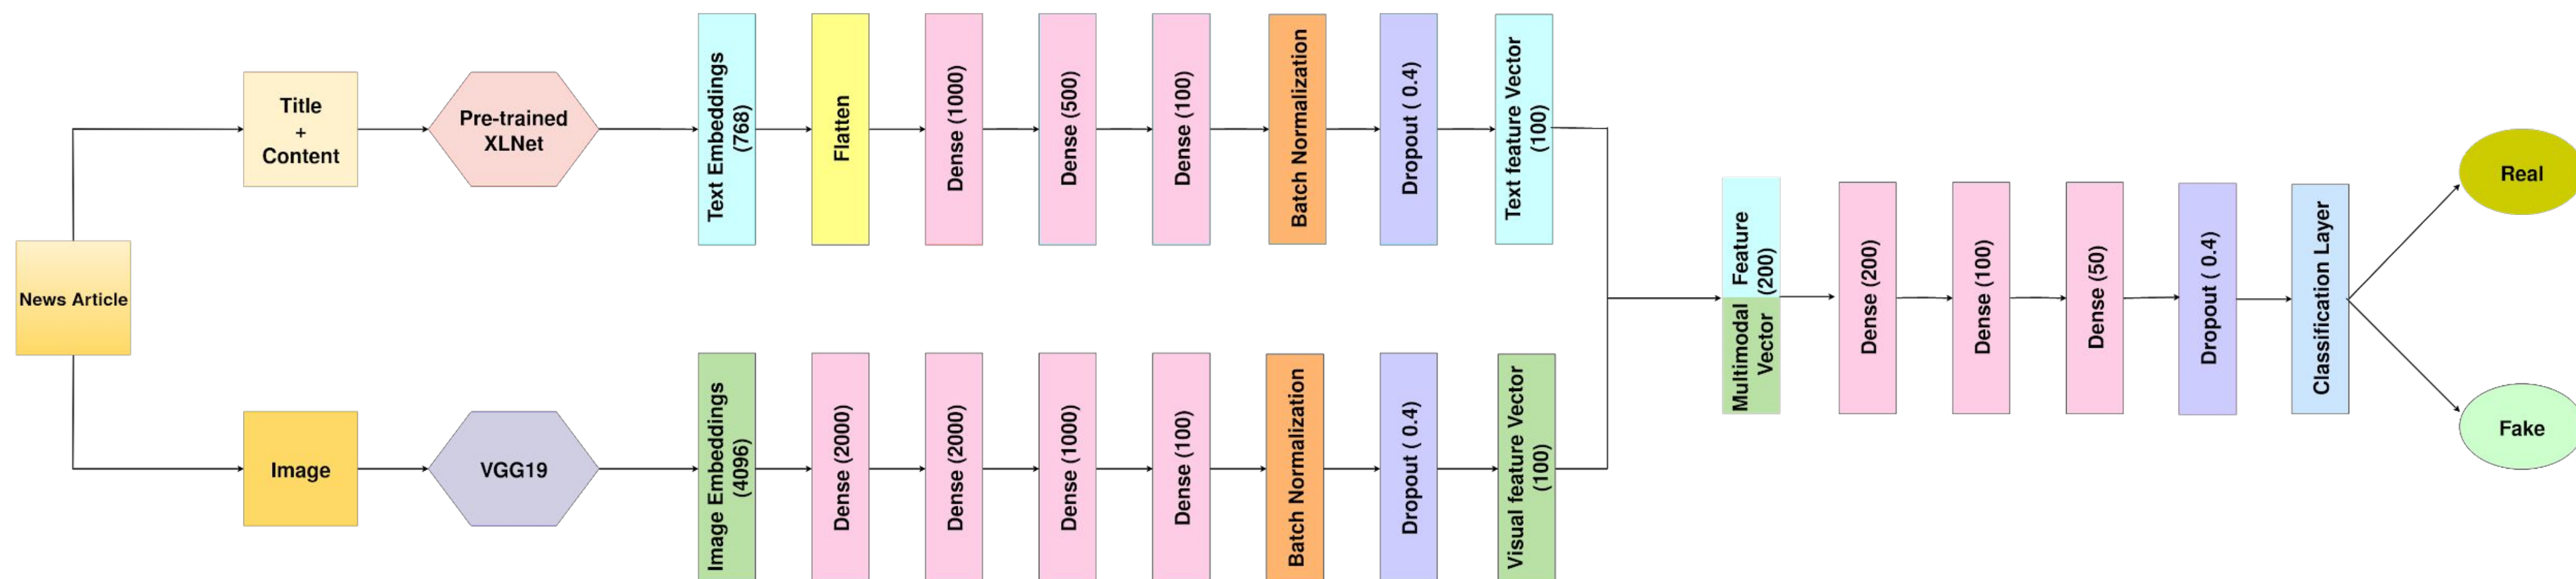 News Article
Title
+
Content
Pre-trained
XLNet
Text Embeddings
(768)
Flatten
Dense (1000)
Dense (500)
Dense (100)
Batch Normalization
Dropout ( 0.4)
Text feature Vector
(100)
Image
VGG19
Image Embeddings
(4096)
Dense (2000)
Dense (2000)
Dense (1000)
Dense (100)
Batch Normalization
Dropout ( 0.4)
Visual feature Vector
(100)
Multimodal Feature
Vector (200)
Dense (200)
Dense (100)
Dense (50)
Dropout ( 0.4)
Classification Layer
Real
Fake